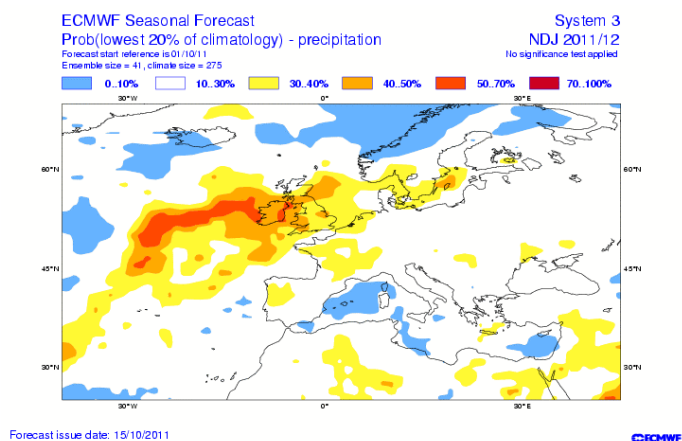 ECMWF Seasonal Forecast System 3
Prob(lowest 20% of climatology) - precipitation NDJ 2011/12
Forecast start reference is 01/10/11 No significance test applied
Ensemble size = 41, climate size = 275
0..10% 10..30% 30..40% 40..50% 50..70% 70..100%
30°W 0° 30°E
60°N 60°N
45°N 45°N
30°N 30°N
30°W 0° 30°E
Forecast issue date: 15/10/2011 ECMWF